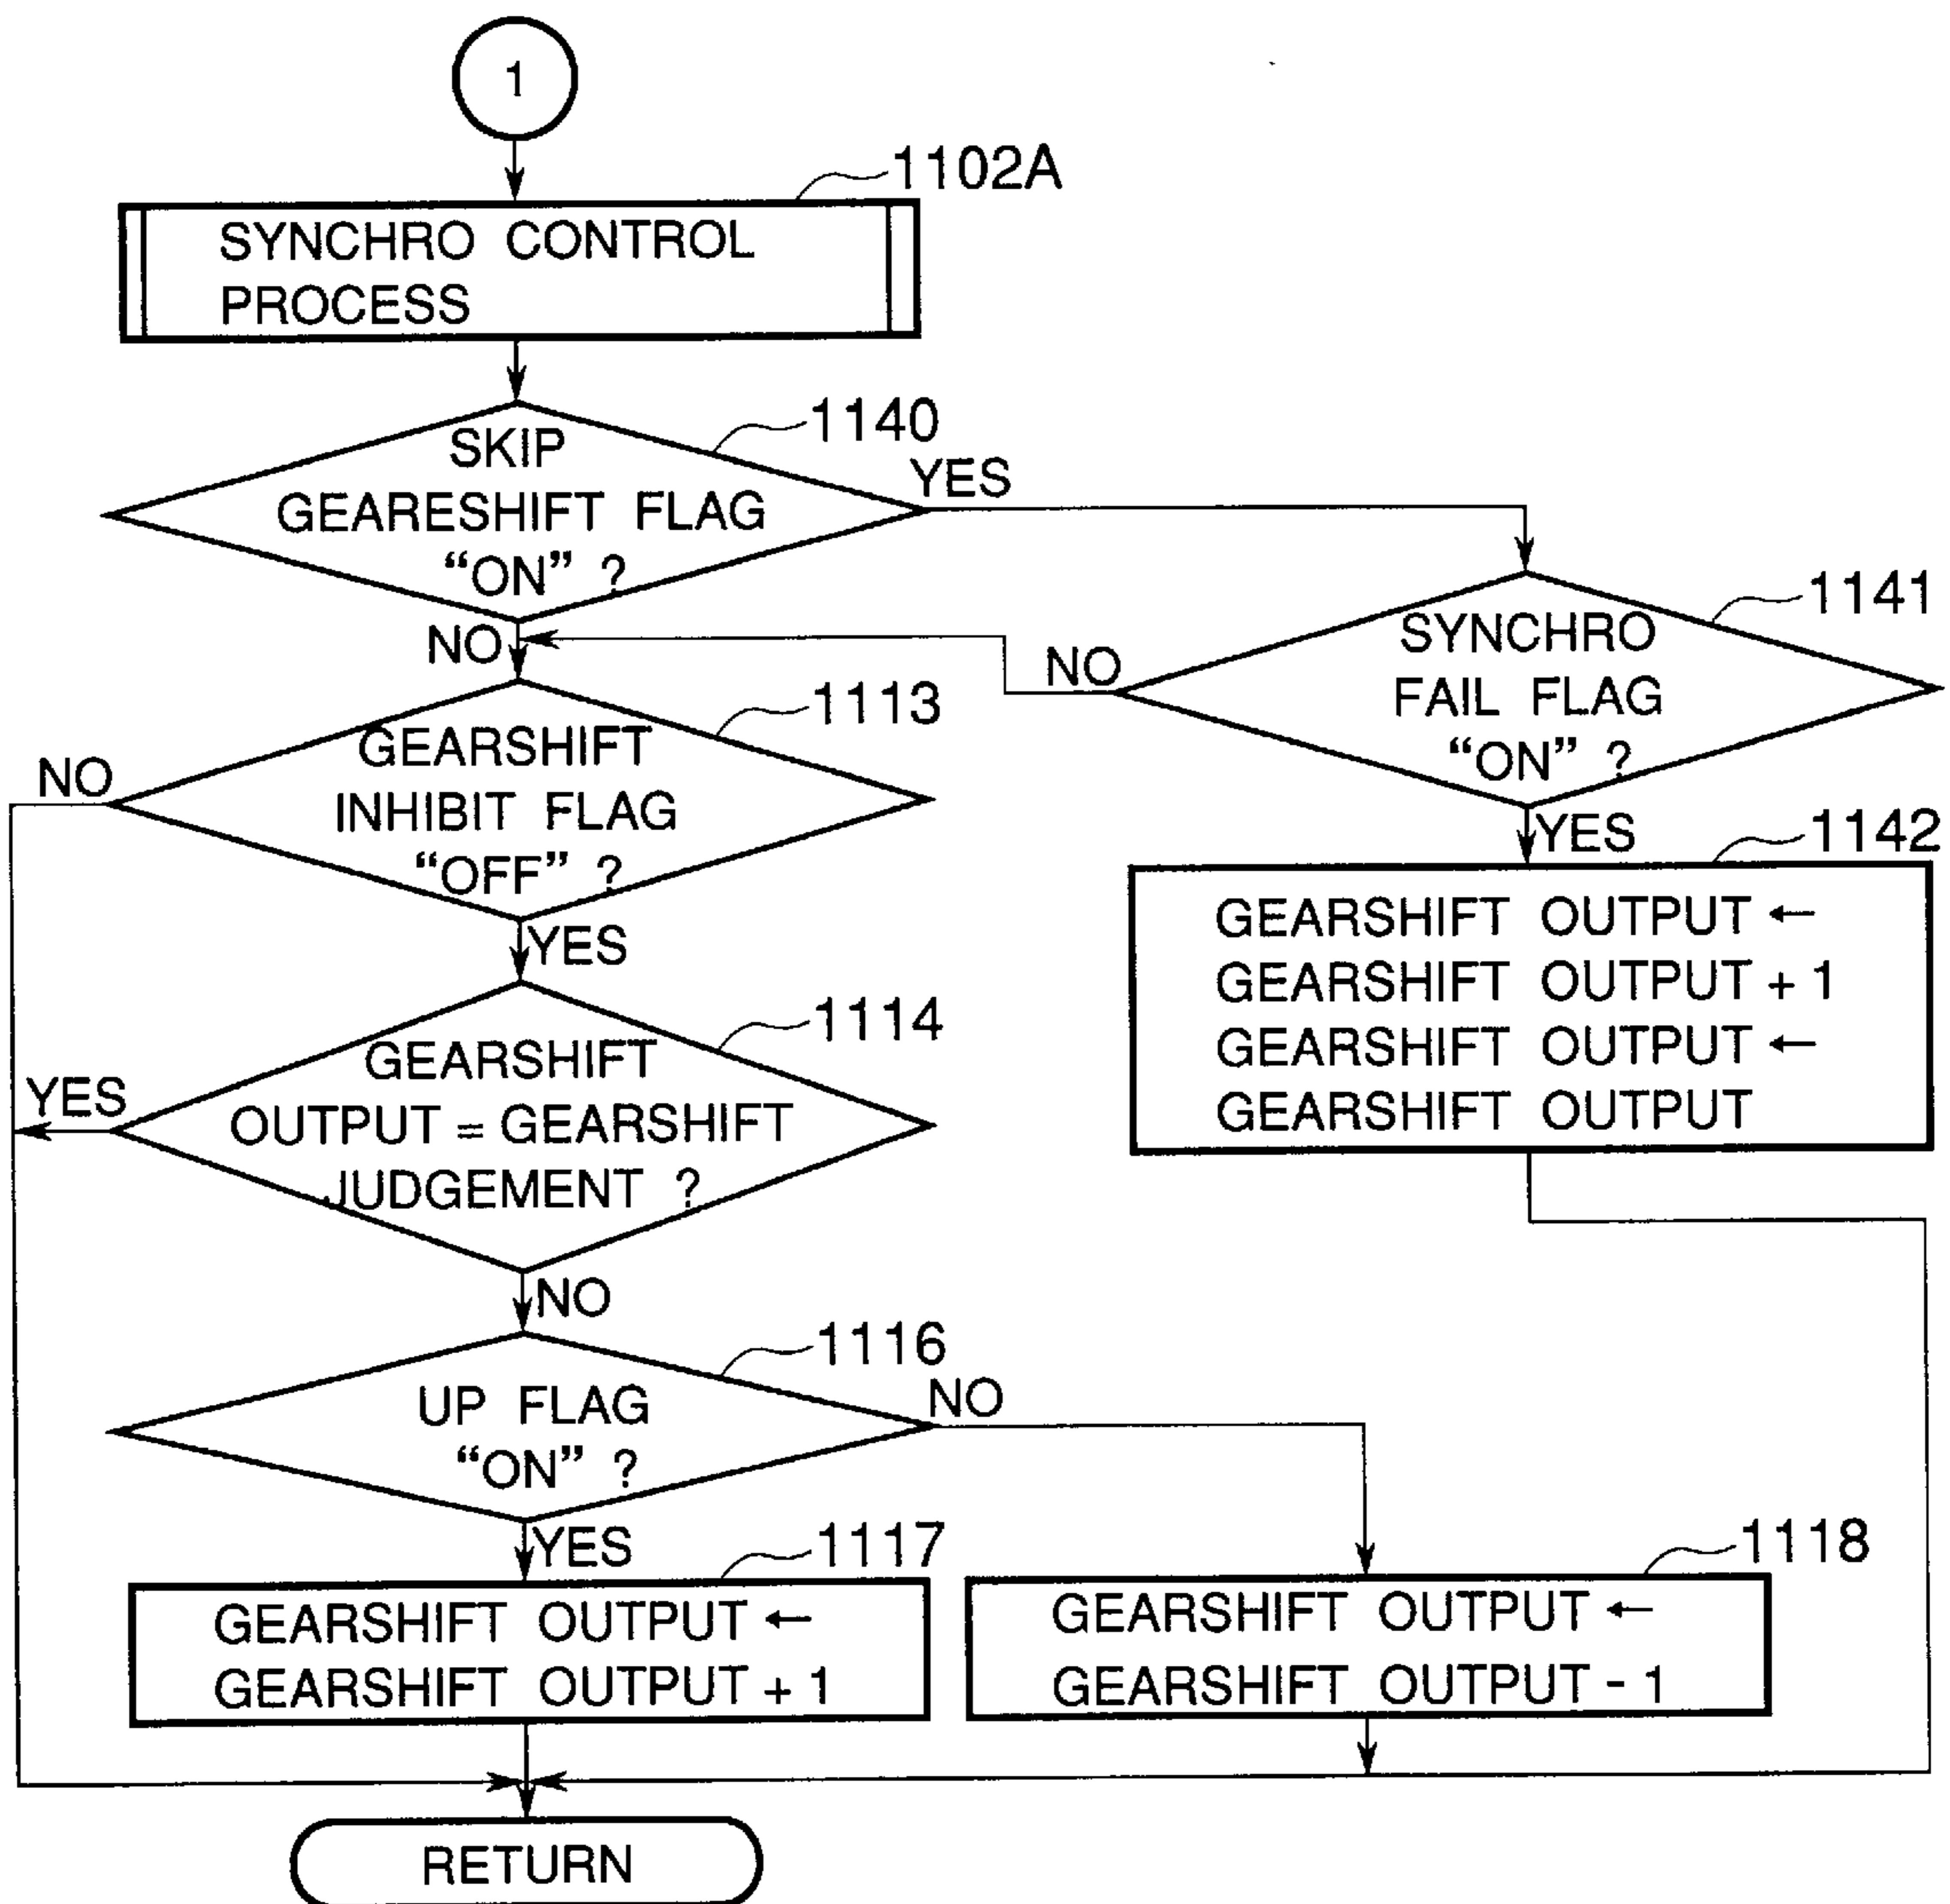 1
1102A
SYNCHRO CONTROL
PROCESS
1140
SKIP
GEARESHIFT FLAG
“ON” ?
YES
NO
1141
SYNCHRO
FAIL FLAG
“ON” ?
NO
YES
1113
GEARSHIFT
INHIBIT FLAG
“OFF” ?
NO
YES
1142
GEARSHIFT OUTPUT ←
GEARSHIFT OUTPUT + 1
GEARSHIFT OUTPUT ←
GEARSHIFT OUTPUT
1114
GEARSHIFT
OUTPUT = GEARSHIFT
JUDGEMENT ?
YES
NO
1116
UP FLAG
“ON” ?
NO
YES
1117
GEARSHIFT OUTPUT ←
GEARSHIFT OUTPUT + 1
1118
GEARSHIFT OUTPUT ←
GEARSHIFT OUTPUT - 1
RETURN